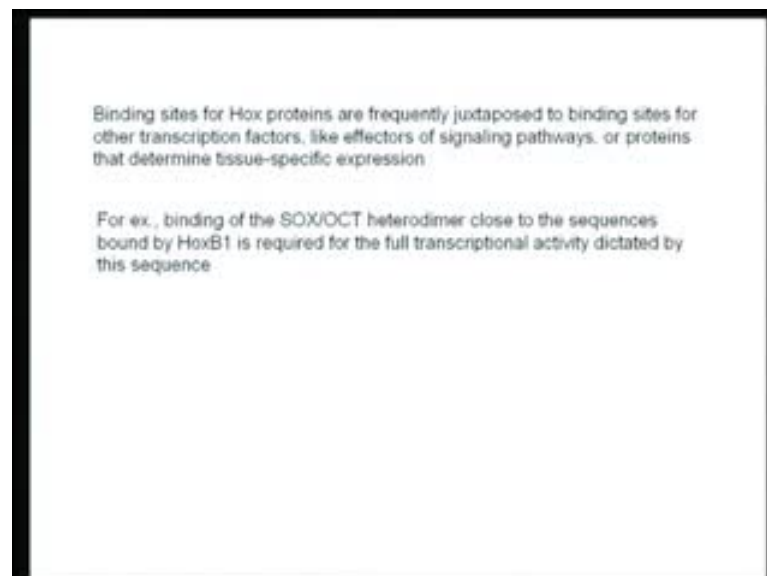 Binding sites for Hox proteins are frequently juxtaposed to binding sites for
other transcription factors, like effectors of signaling pathways, or proteins
that determine tissue-specific expression
For ex., binding of the SOX/OCT heterodimer close to the sequences
bound by HoxB1 is required for the full transcriptional activity dictated by
this sequence